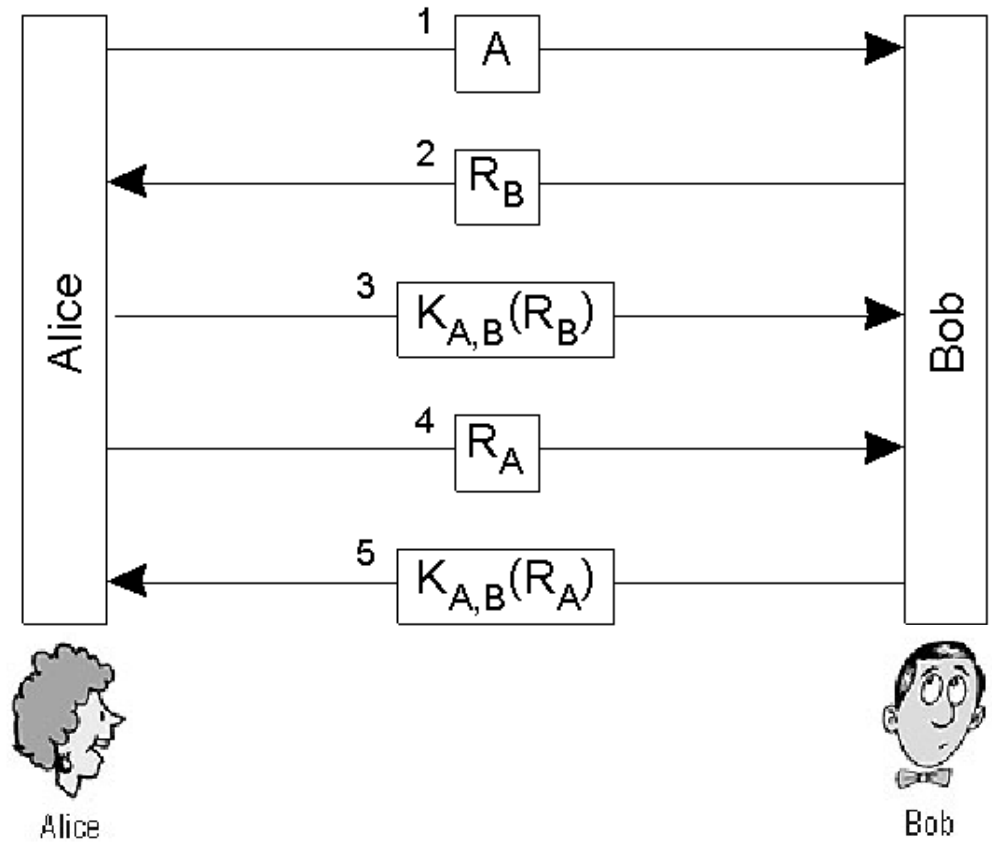 1
A
2
R_B
3
K_A,B(R_B)
4
R_A
5
K_A,B(R_A)
Alice
Bob
Alice
Bob